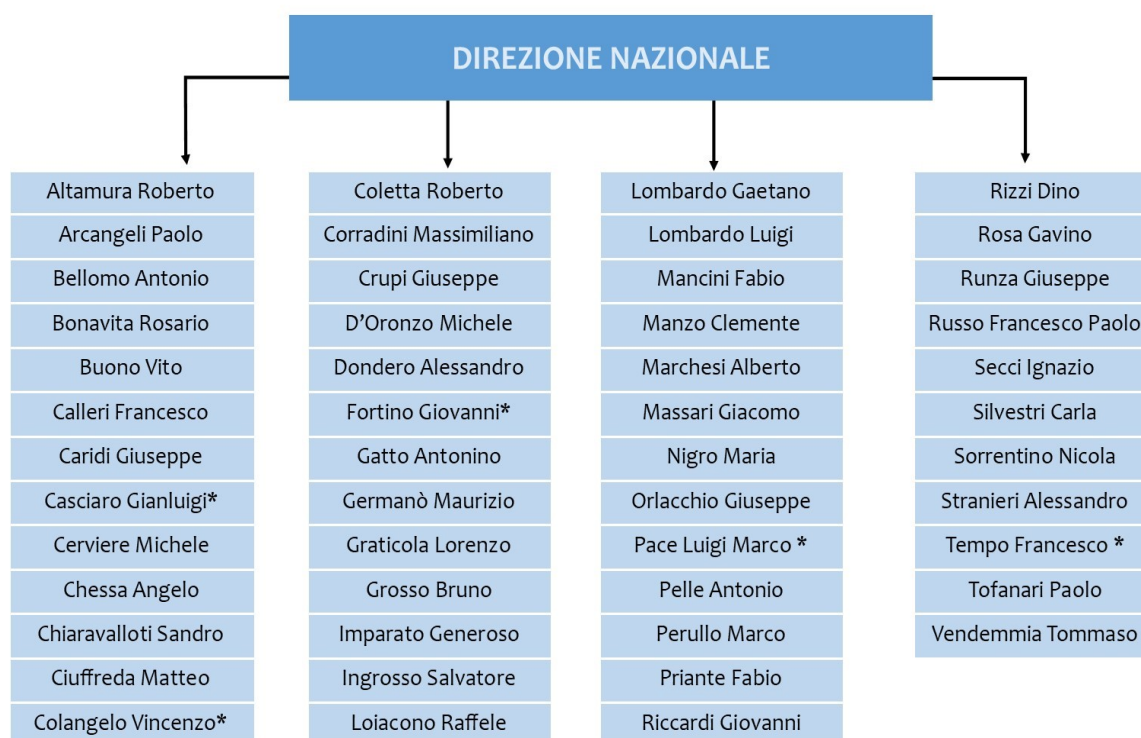 DIREZIONE NAZIONALE
Altamura Roberto
Arcangeli Paolo
Bellomo Antonio
Bonavita Rosario
Buono Vito
Calleri Francesco
Caridi Giuseppe
Casciaro Gianluigi*
Cerviere Michele
Chessa Angelo
Chiaravalloti Sandro
Ciuffreda Matteo
Colangelo Vincenzo*
Coletta Roberto
Corradini Massimiliano
Crupi Giuseppe
D’Oronzo Michele
Dondero Alessandro
Fortino Giovanni*
Gatto Antonino
Germanò Maurizio
Graticola Lorenzo
Grosso Bruno
Imparato Generoso
Ingrosso Salvatore
Loiacono Raffele
Lombardo Gaetano
Lombardo Luigi
Mancini Fabio
Manzo Clemente
Marchesi Alberto
Massari Giacomo
Nigro Maria
Orlacchio Giuseppe
Pace Luigi Marco *
Pelle Antonio
Perullo Marco
Priante Fabio
Riccardi Giovanni
Rizzi Dino
Rosa Gavino
Runza Giuseppe
Russo Francesco Paolo
Secci Ignazio
Silvestri Carla
Sorrentino Nicola
Stranieri Alessandro
Tempo Francesco *
Tofanari Paolo
Vendemmia Tommaso